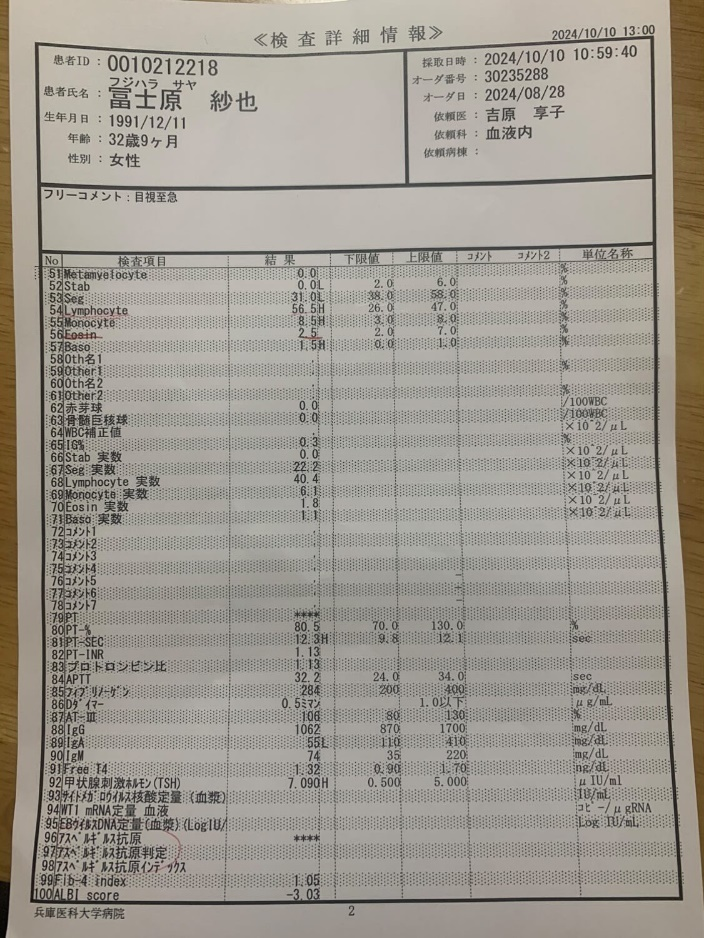 ≪検 査 詳 細 情 報≫
2024/10/10 13:00
患者ID : 0010212218
フジハラ サヤ
患者氏名 : 冨士原 紗也
生年月日 : 1991/12/11
年齢 : 32歳9ヶ月
性別 : 女性
採取日時 : 2024/10/10 10:59:40
オーダ番号 : 30235288
オーダ日 : 2024/08/28
依頼医 : 吉原 享子
依頼科 : 血液内
依頼病棟 :
フリーコメント : 目視至急
No 検査項目 結果 下限値 上限値 コメント コメント2 単位名称
51 Metamyelocyte 0.0 %
52 Stab 0.0L 2.0 6.0 %
53 Seg 31.0L 38.0 58.0 %
54 Lymphocyte 56.5H 26.0 47.0 %
55 Monocyte 8.5H 3.0 8.0 %
56 Eosin 2.5 2.0 7.0 %
57 Baso 1.5H 0.0 1.0 %
58 Oth名1 .
59 Other1 . %
60 Oth名2 .
61 Other2 . %
62 赤芽球 0.0 /100WBC
63 骨髄巨核球 0.0 /100WBC
64 WBC補正値 . ×10^2/μL
65 IG% 0.3 %
66 Stab 実数 0.0 ×10^2/μL
67 Seg 実数 22.2 ×10^2/μL
68 Lymphocyte 実数 40.4 ×10^2/μL
69 Monocyte 実数 6.1 ×10^2/μL
70 Eosin 実数 1.8 ×10^2/μL
71 Baso 実数 1.1 ×10^2/μL
72 コメント1 .
73 コメント2 .
74 コメント3 .
75 コメント4 .
76 コメント5 . -
77 コメント6 . -
78 コメント7 . -
79 PT ****
80 PT-% 80.5 70.0 130.0 %
81 PT-SEC 12.3H 9.8 12.1 sec
82 PT-INR 1.13
83 プロトロンビン比 1.13
84 APTT 32.2 24.0 34.0 sec
85 フィブリノーゲン 284 200 400 mg/dL
86 Dダイマー 0.5ミマン 1.0以下 μg/mL
87 AT-Ⅲ 106 80 130 %
88 IgG 1062 870 1700 mg/dL
89 IgA 55L 110 410 mg/dL
90 IgM 74 35 220 mg/dL
91 Free T4 1.32 0.90 1.70 ng/dL
92 甲状腺刺激ホルモン(TSH) 7.090H 0.500 5.000 μIU/ml
93 サイトメガロウイルス核酸定量 (血漿) IU/mL
94 WT1 mRNA定量 血液 コピー/μgRNA
95 EBウイルスDNA定量(血漿)(LogIU/ Log IU/mL
96 アスペルギルス抗原 ****
97 アスペルギルス抗原判定
98 アスペルギルス抗原インデックス
99 Fib-4 index 1.05
100 ALBI score -3.03
兵庫医科大学病院
2